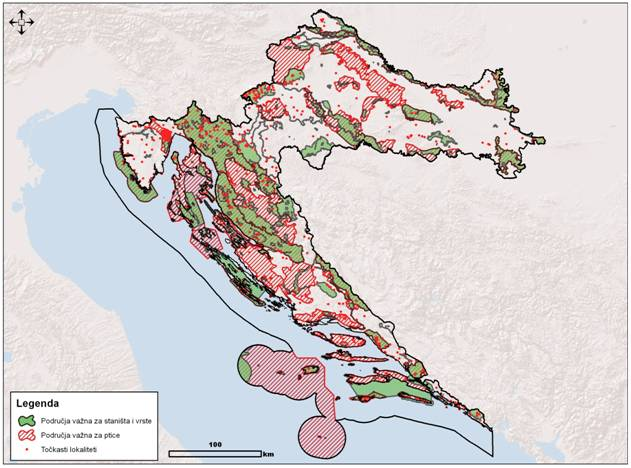 Legenda
Područja važna za staništa i vrste
Područja važna za ptice
Točkasti lokaliteti
100
km